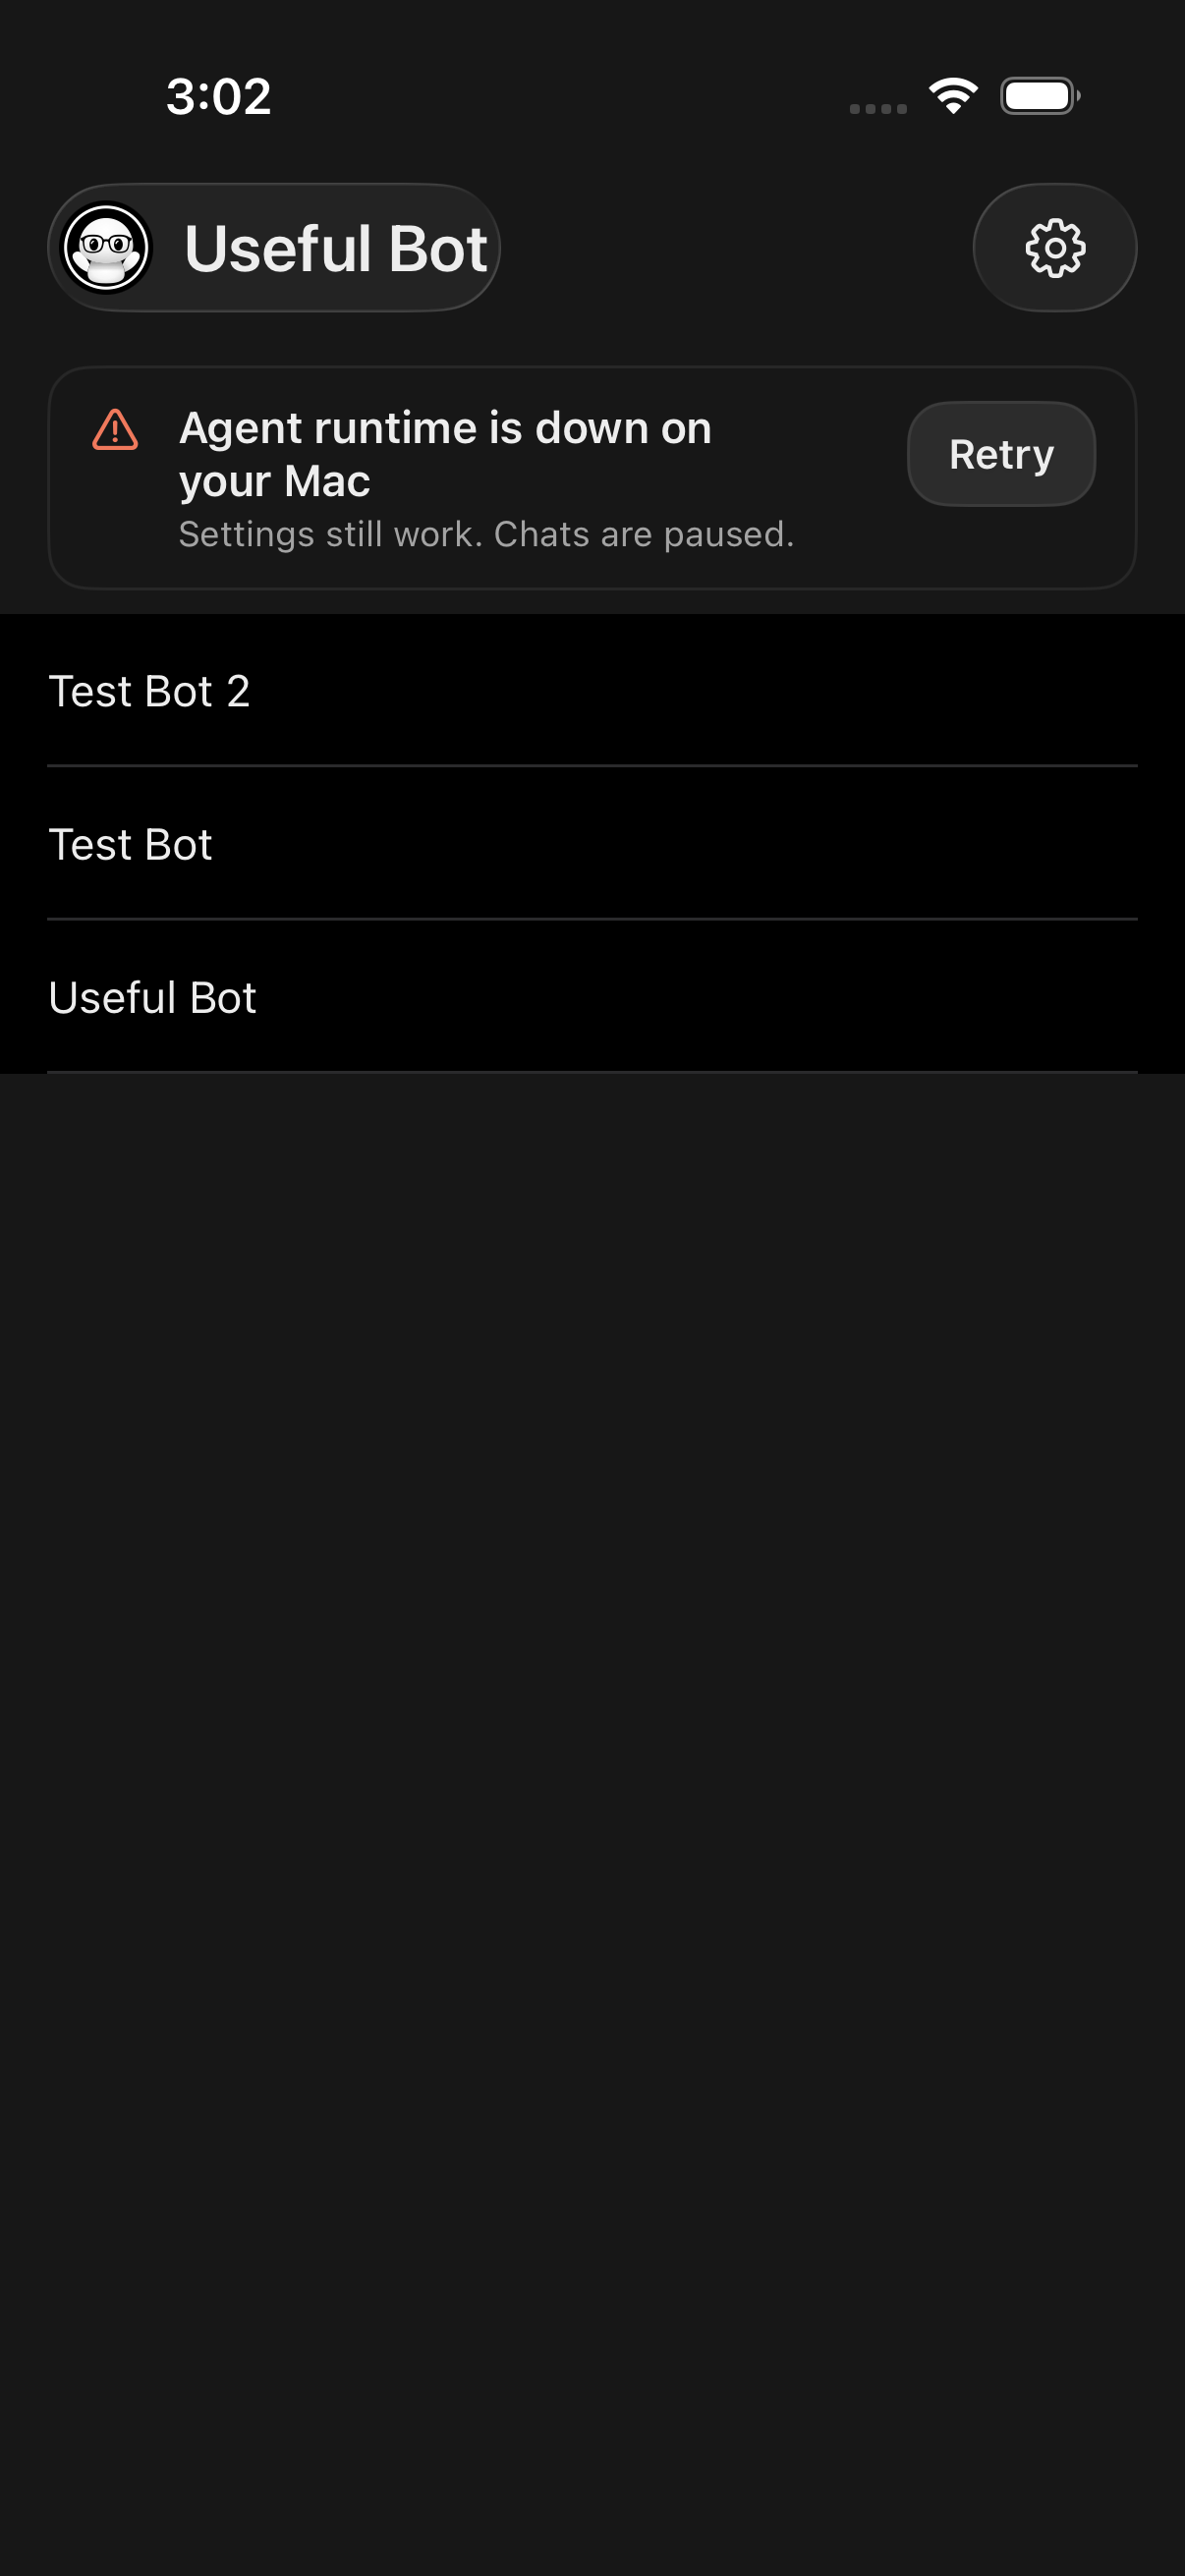 3:02
Useful Bot
Agent runtime is down on
your Mac
Settings still work. Chats are paused.
Retry
Test Bot 2
Test Bot
Useful Bot